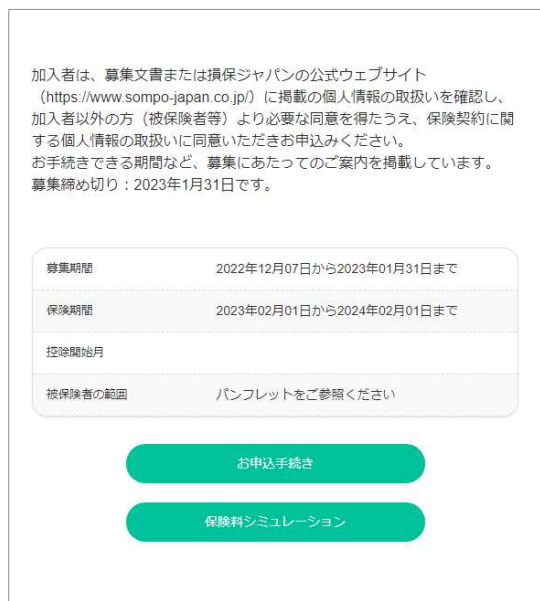 加入者は、募集文書または損保ジャパンの公式ウェブサイト
（https://www.sompo-japan.co.jp/）に掲載の個人情報の取扱いを確認し、
加入者以外の方（被保険者等）より必要な同意を得たうえ、保険契約に関
する個人情報の取扱いに同意いただきお申込みください。
お手続きできる期間など、募集にあたってのご案内を掲載しています。
募集締め切り：2023年1月31日です。
募集期間 2022年12月07日から2023年01月31日まで
保険期間 2023年02月01日から2024年02月01日まで
控除開始月
被保険者の範囲 パンフレットをご参照ください
お申込手続き
保険料シミュレーション